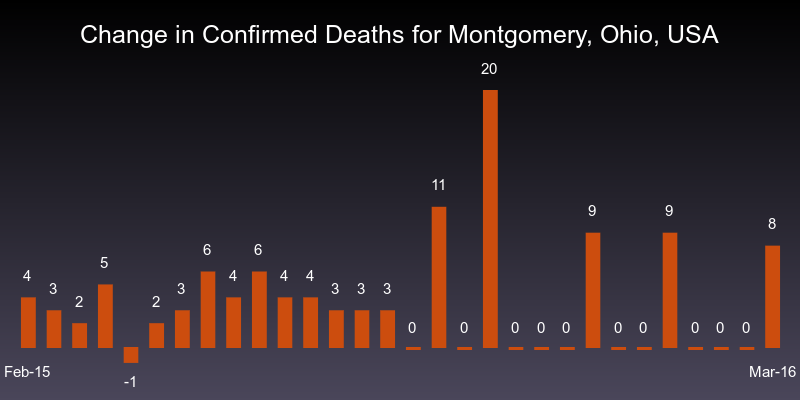 Change in Confirmed Deaths for Montgomery, Ohio, USA
4 3 2 5 -1 2 3 6 4 6 4 4 3 3 3 0 11 0 20 0 0 0 9 0 0 9 0 0 0 8
Feb-15 Mar-16